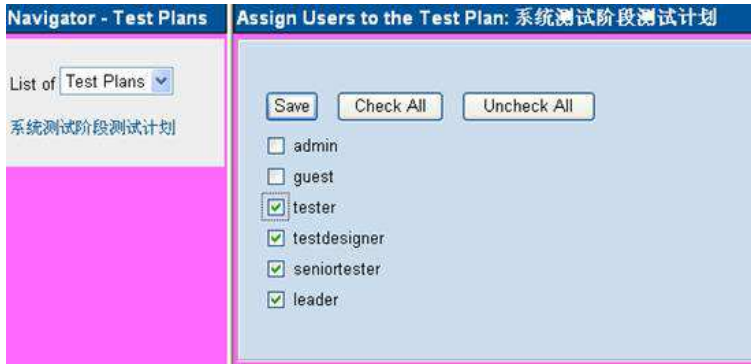 Navigator - Test Plans
List of Test Plans
系统测试阶段测试计划
Assign Users to the Test Plan: 系统测试阶段测试计划
Save Check All Uncheck All
admin
guest
tester
testdesigner
seniortester
leader